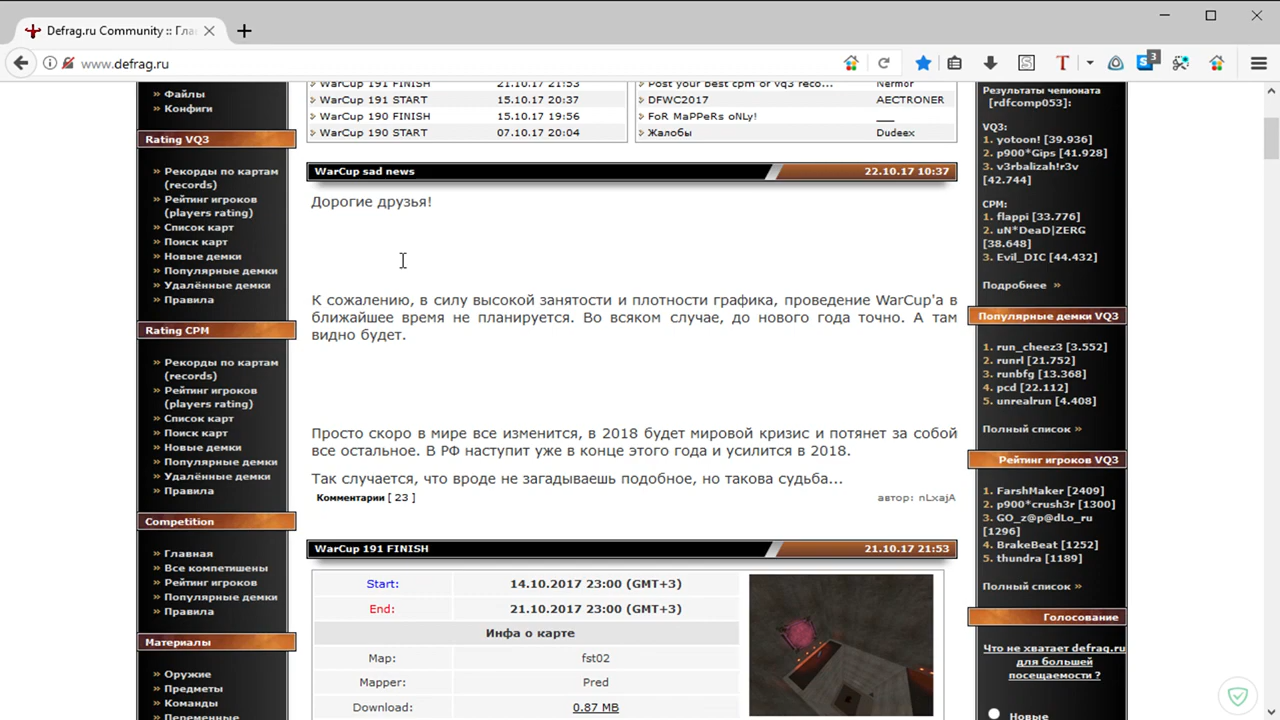 Defrag.ru Community :: Гла
www.defrag.ru
3
Файлы
Конфиги
Rating VQ3
Рекорды по картам
(records)
Рейтинг игроков
(players rating)
Список карт
Поиск карт
Новые демки
Популярные демки
Удалённые демки
Правила
Rating CPM
Рекорды по картам
(records)
Рейтинг игроков
(players rating)
Список карт
Поиск карт
Новые демки
Популярные демки
Удалённые демки
Правила
Competition
Главная
Все компетишены
Рейтинг игроков
Популярные демки
Правила
Материалы
Оружие
Предметы
Команды
Переменные
WarCup 191 FINISH 21.10.17 21:53
WarCup 191 START 15.10.17 20:37
WarCup 190 FINISH 15.10.17 19:56
WarCup 190 START 07.10.17 20:04
Post your best cpm or vq3 reco... Nermor
DFWC2017 AECTRONER
FoR MaPPeRs oNLy! ___
Жалобы Dudeex
WarCup sad news 22.10.17 10:37
Дорогие друзья!
К сожалению, в силу высокой занятости и плотности графика, проведение WarCup'а в
ближайшее время не планируется. Во всяком случае, до нового года точно. А там
видно будет.
Просто скоро в мире все изменится, в 2018 будет мировой кризис и потянет за собой
все остальное. В РФ наступит уже в конце этого года и усилится в 2018.
Так случается, что вроде не загадываешь подобное, но такова судьба...
Комментарии [ 23 ] автор: nLxajA
WarCup 191 FINISH 21.10.17 21:53
Start: 14.10.2017 23:00 (GMT+3)
End: 21.10.2017 23:00 (GMT+3)
Инфа о карте
Map: fst02
Mapper: Pred
Download: 0.87 MB
Результаты чемпионата
[rdfcomp053]:
VQ3:
1. yotoon! [39.936]
2. p900*Gips [41.928]
3. v3rbalizah!r3v
[42.744]
CPM:
1. flappi [33.776]
2. uN*DeaD|ZERG
[38.648]
3. Evil_DIC [44.432]
Подробнее »
Популярные демки VQ3
1. run_cheez3 [3.552]
2. runrl [21.752]
3. runbfg [13.368]
4. pcd [22.112]
5. unrealrun [4.408]
Полный список »
Рейтинг игроков VQ3
1. FarshMaker [2409]
2. p900*crush3r [1300]
3. GO_z@p@dLo_ru
[1296]
4. BrakeBeat [1252]
5. thundra [1189]
Полный список »
Голосование
Что не хватает defrag.ru
для большей
посещаемости ?
Новые